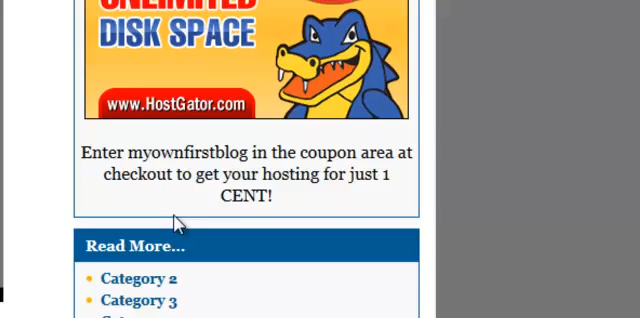 UNLIMITED
DISK SPACE
www.HostGator.com
Enter myownfirstblog in the coupon area at
checkout to get your hosting for just 1
CENT!
Read More...
Category 2
Category 3